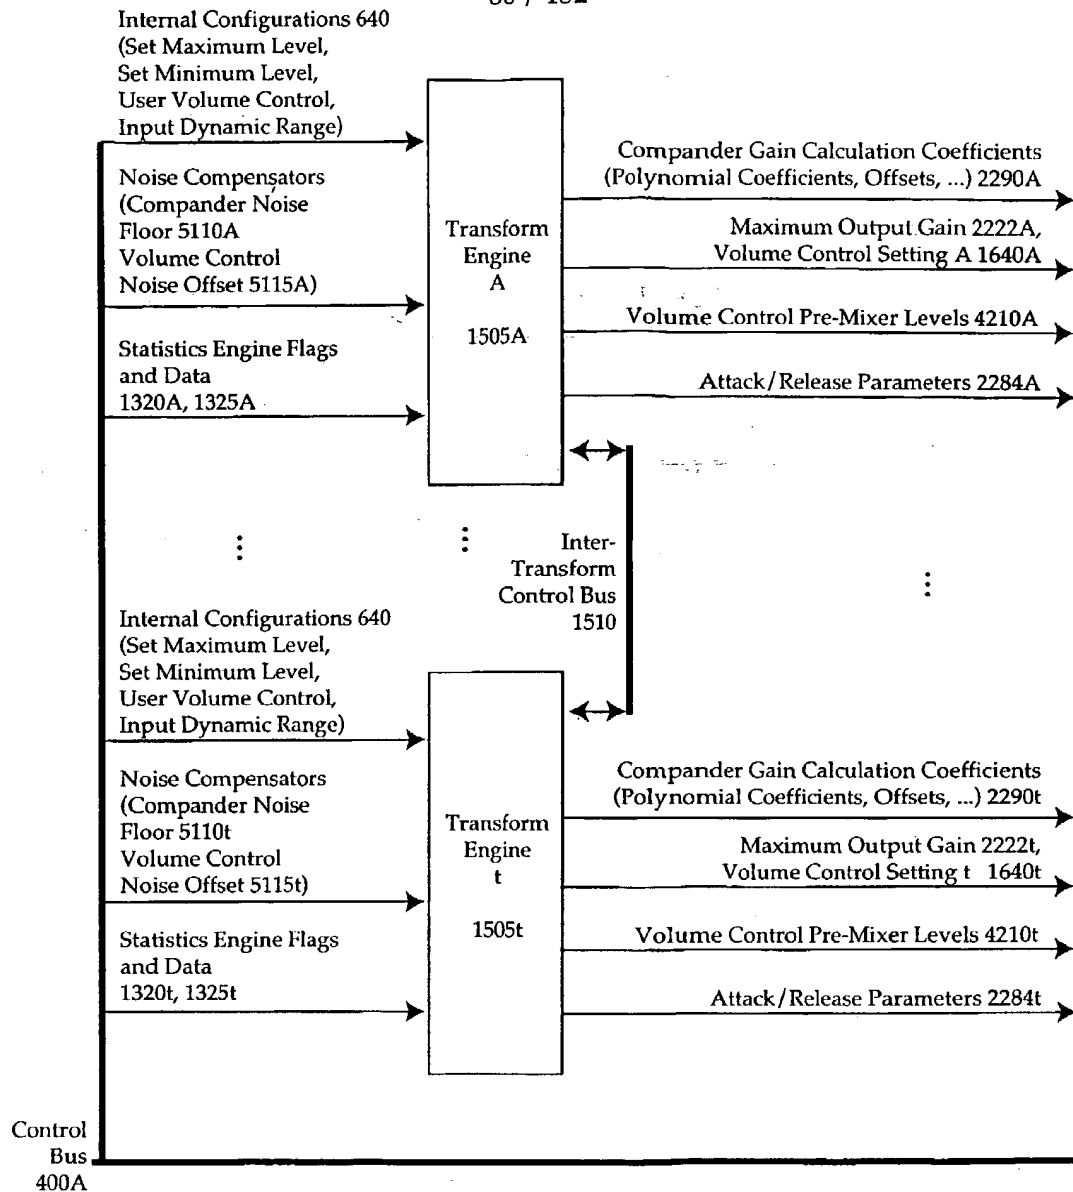 Internal Configurations 640
(Set Maximum Level,
Set Minimum Level,
User Volume Control,
Input Dynamic Range)
Noise Compensators
(Compander Noise
Floor 5110A
Volume Control
Noise Offset 5115A)
Statistics Engine Flags
and Data
1320A, 1325A
Transform
Engine
A
1505A
Compander Gain Calculation Coefficients
(Polynomial Coefficients, Offsets, ...) 2290A
Maximum Output Gain 2222A,
Volume Control Setting A 1640A
Volume Control Pre-Mixer Levels 4210A
Attack/Release Parameters 2284A
Inter-
Transform
Control Bus
1510
Internal Configurations 640
(Set Maximum Level,
Set Minimum Level,
User Volume Control,
Input Dynamic Range)
Noise Compensators
(Compander Noise
Floor 5110t
Volume Control
Noise Offset 5115t)
Statistics Engine Flags
and Data
1320t, 1325t
Transform
Engine
t
1505t
Compander Gain Calculation Coefficients
(Polynomial Coefficients, Offsets, ...) 2290t
Maximum Output Gain 2222t,
Volume Control Setting t 1640t
Volume Control Pre-Mixer Levels 4210t
Attack/Release Parameters 2284t
Control
Bus
400A